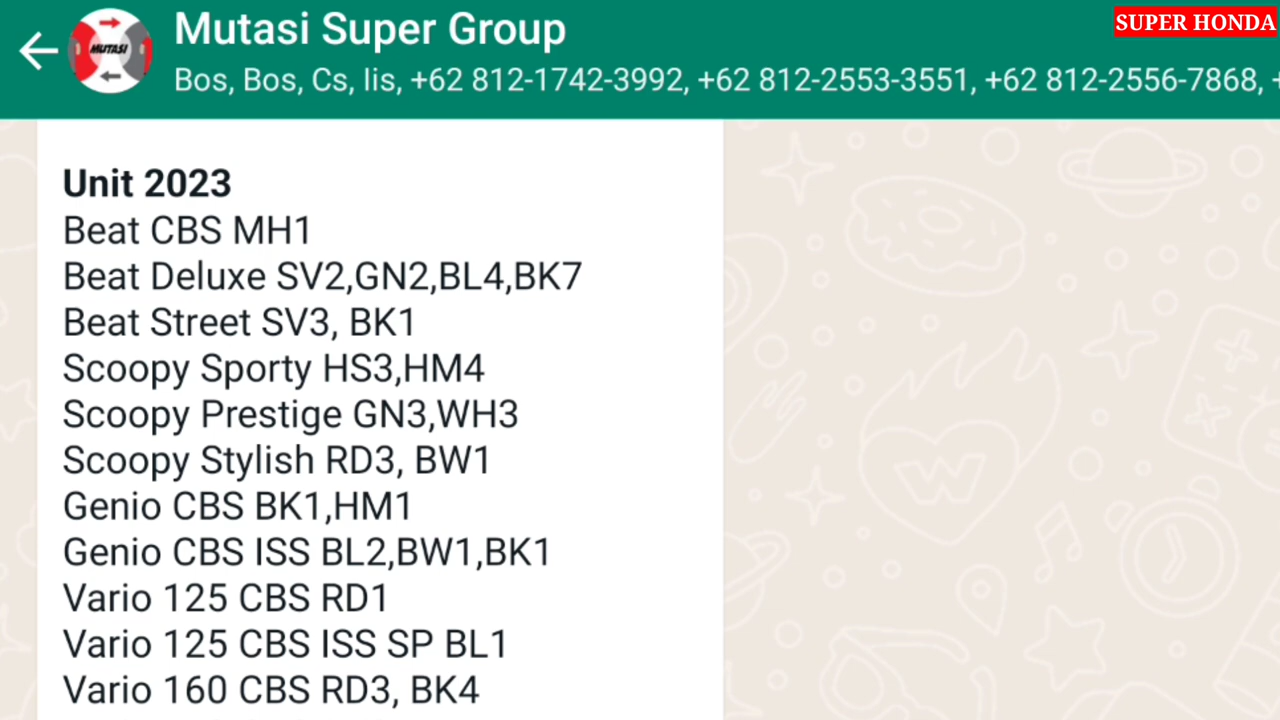 SUPER HONDA
Mutasi Super Group
MUTASI
Bos, Bos, Cs, Iis, +62 812-1742-3992, +62 812-2553-3551, +62 812-2556-7868, +
Unit 2023
Beat CBS MH1
Beat Deluxe SV2,GN2,BL4,BK7
Beat Street SV3, BK1
Scoopy Sporty HS3,HM4
Scoopy Prestige GN3,WH3
Scoopy Stylish RD3, BW1
Genio CBS BK1,HM1
Genio CBS ISS BL2,BW1,BK1
Vario 125 CBS RD1
Vario 125 CBS ISS SP BL1
Vario 160 CBS RD3, BK4